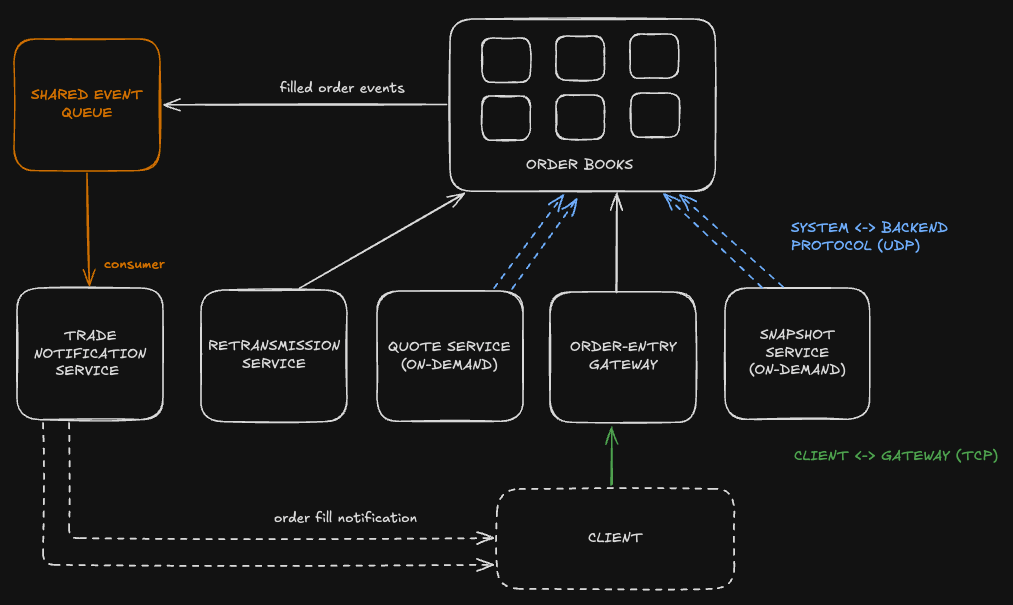 SHARED EVENT
QUEUE
filled order events
ORDER BOOKS
SYSTEM <-> BACKEND
PROTOCOL (UDP)
consumer
TRADE
NOTIFICATION
SERVICE
RETRANSMISSION
SERVICE
QUOTE SERVICE
(ON-DEMAND)
ORDER-ENTRY
GATEWAY
SNAPSHOT
SERVICE
(ON-DEMAND)
CLIENT <-> GATEWAY (TCP)
order fill notification
CLIENT